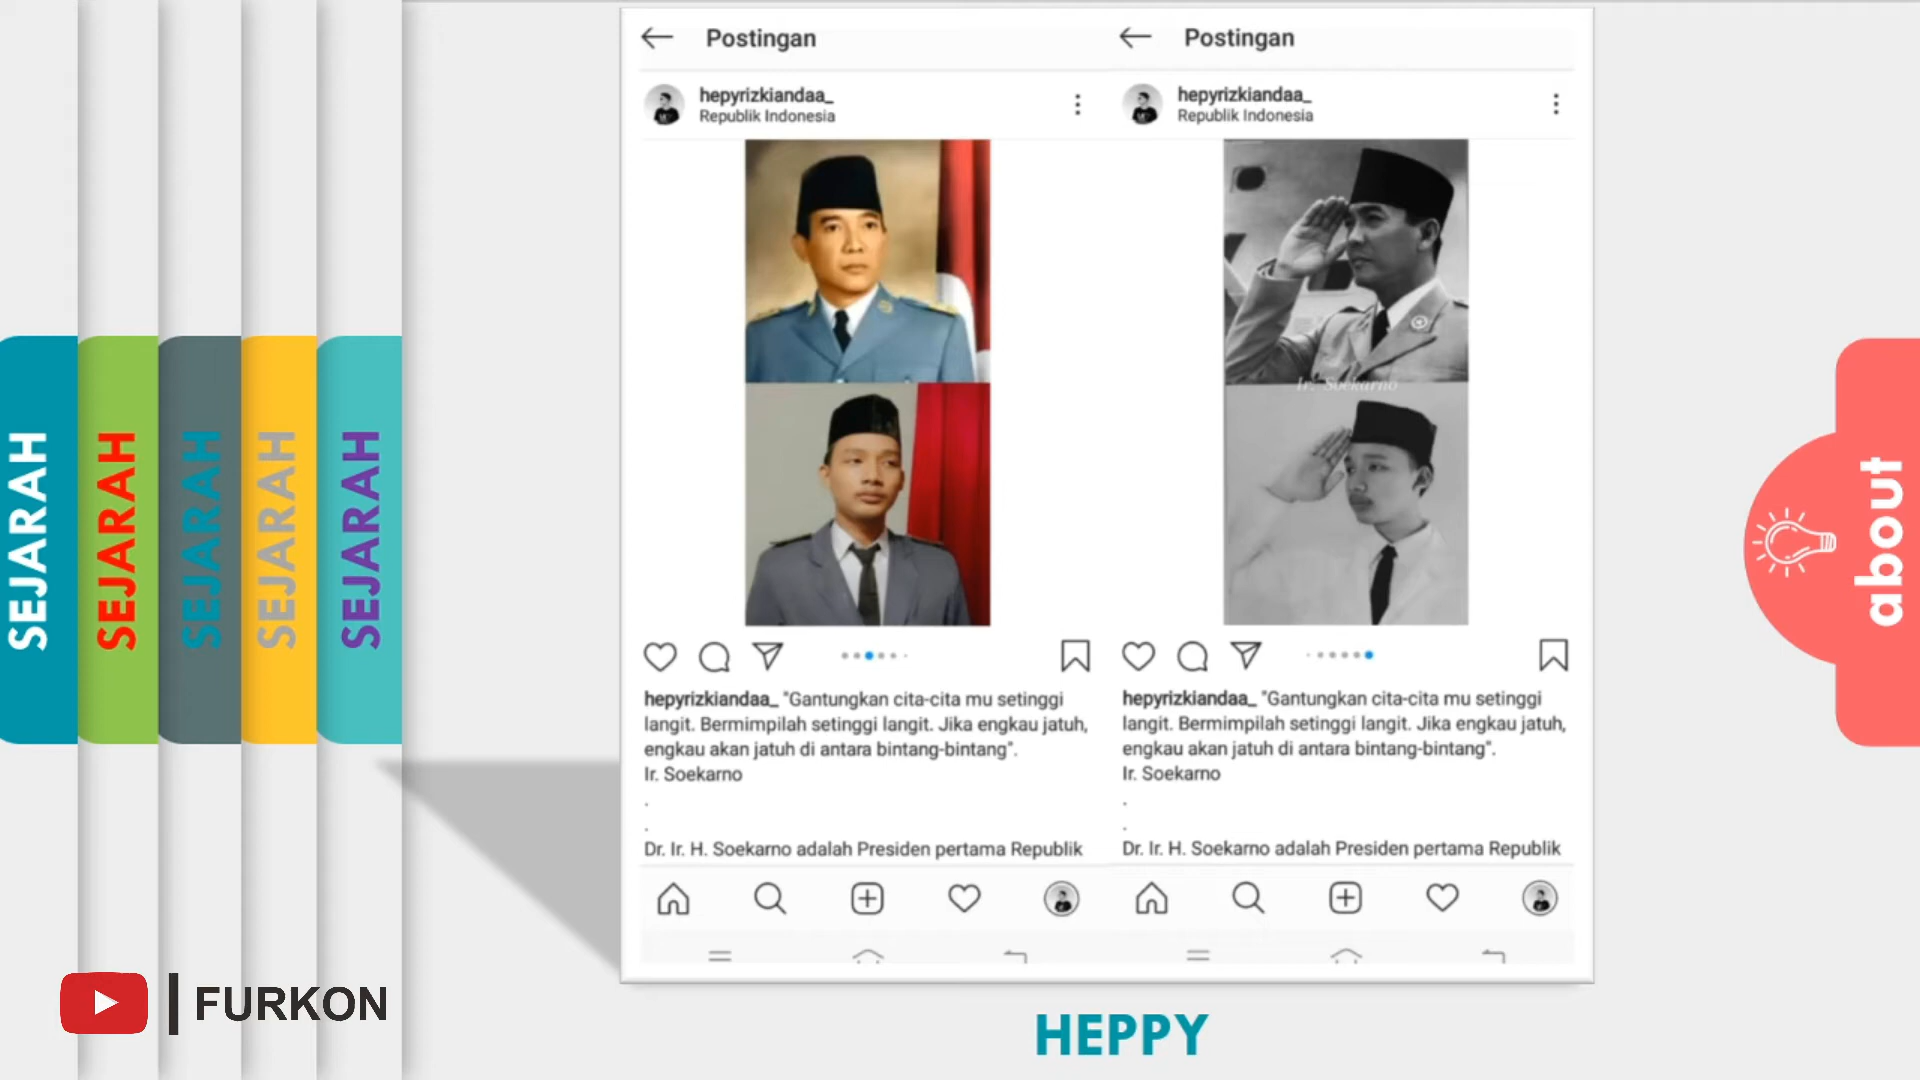 SEJARAH
SEJARAH
SEJARAH
SEJARAH
SEJARAH
Postingan
hepyrizkiandaa_
Republik Indonesia
hepyrizkiandaa_ "Gantungkan cita-cita mu setinggi
langit. Bermimpilah setinggi langit. Jika engkau jatuh,
engkau akan jatuh di antara bintang-bintang".
Ir. Soekarno
.
.
Dr. Ir. H. Soekarno adalah Presiden pertama Republik
Postingan
hepyrizkiandaa_
Republik Indonesia
Ir. Soekarno
hepyrizkiandaa_ "Gantungkan cita-cita mu setinggi
langit. Bermimpilah setinggi langit. Jika engkau jatuh,
engkau akan jatuh di antara bintang-bintang".
Ir. Soekarno
.
.
Dr. Ir. H. Soekarno adalah Presiden pertama Republik
about
| FURKON
HEPPY